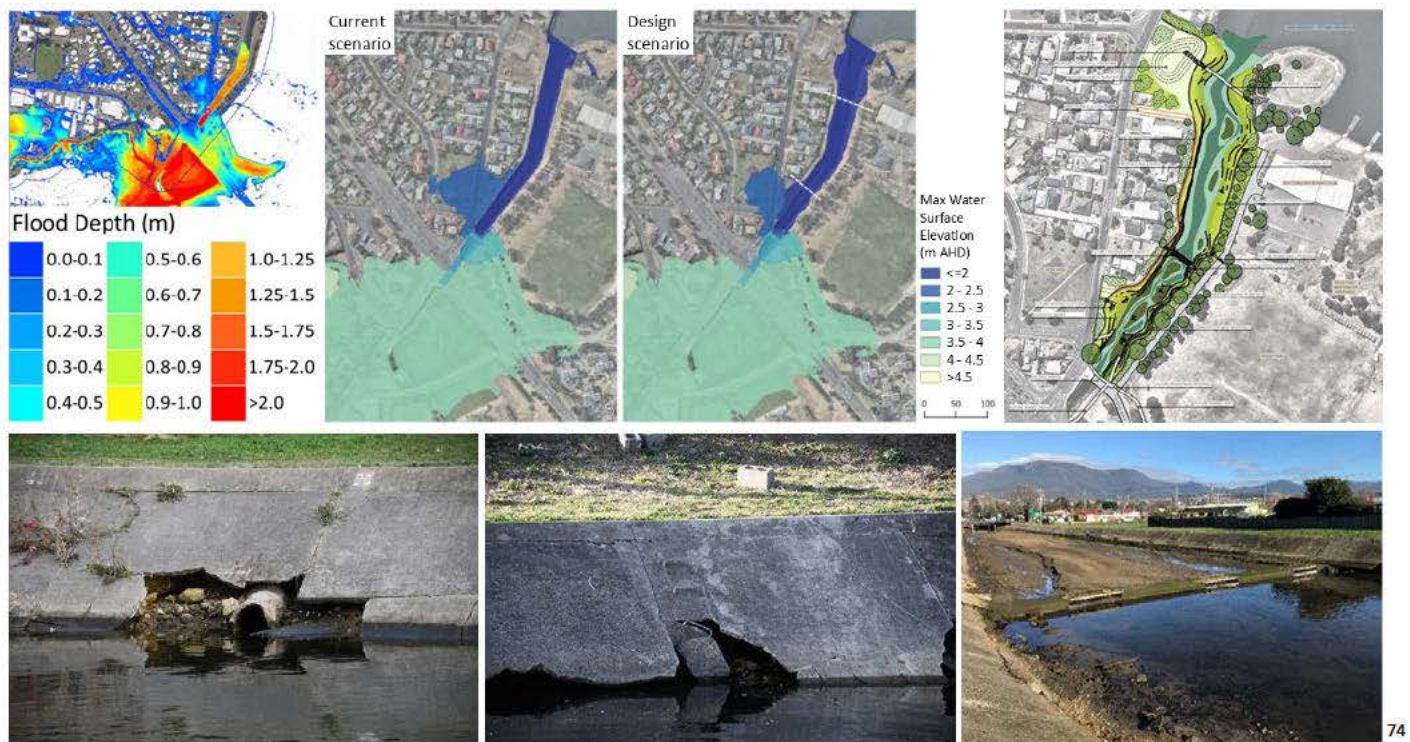 Flood Depth (m)
0.0-0.1
0.1-0.2
0.2-0.3
0.3-0.4
0.4-0.5
0.5-0.6
0.6-0.7
0.7-0.8
0.8-0.9
0.9-1.0
1.0-1.25
1.25-1.5
1.5-1.75
1.75-2.0
>2.0
Current
scenario
Design
scenario
Max Water
Surface
Elevation
(m AHD)
<=2
2 - 2.5
2.5 - 3
3 - 3.5
3.5 - 4
4 - 4.5
>4.5
0 50 100
74